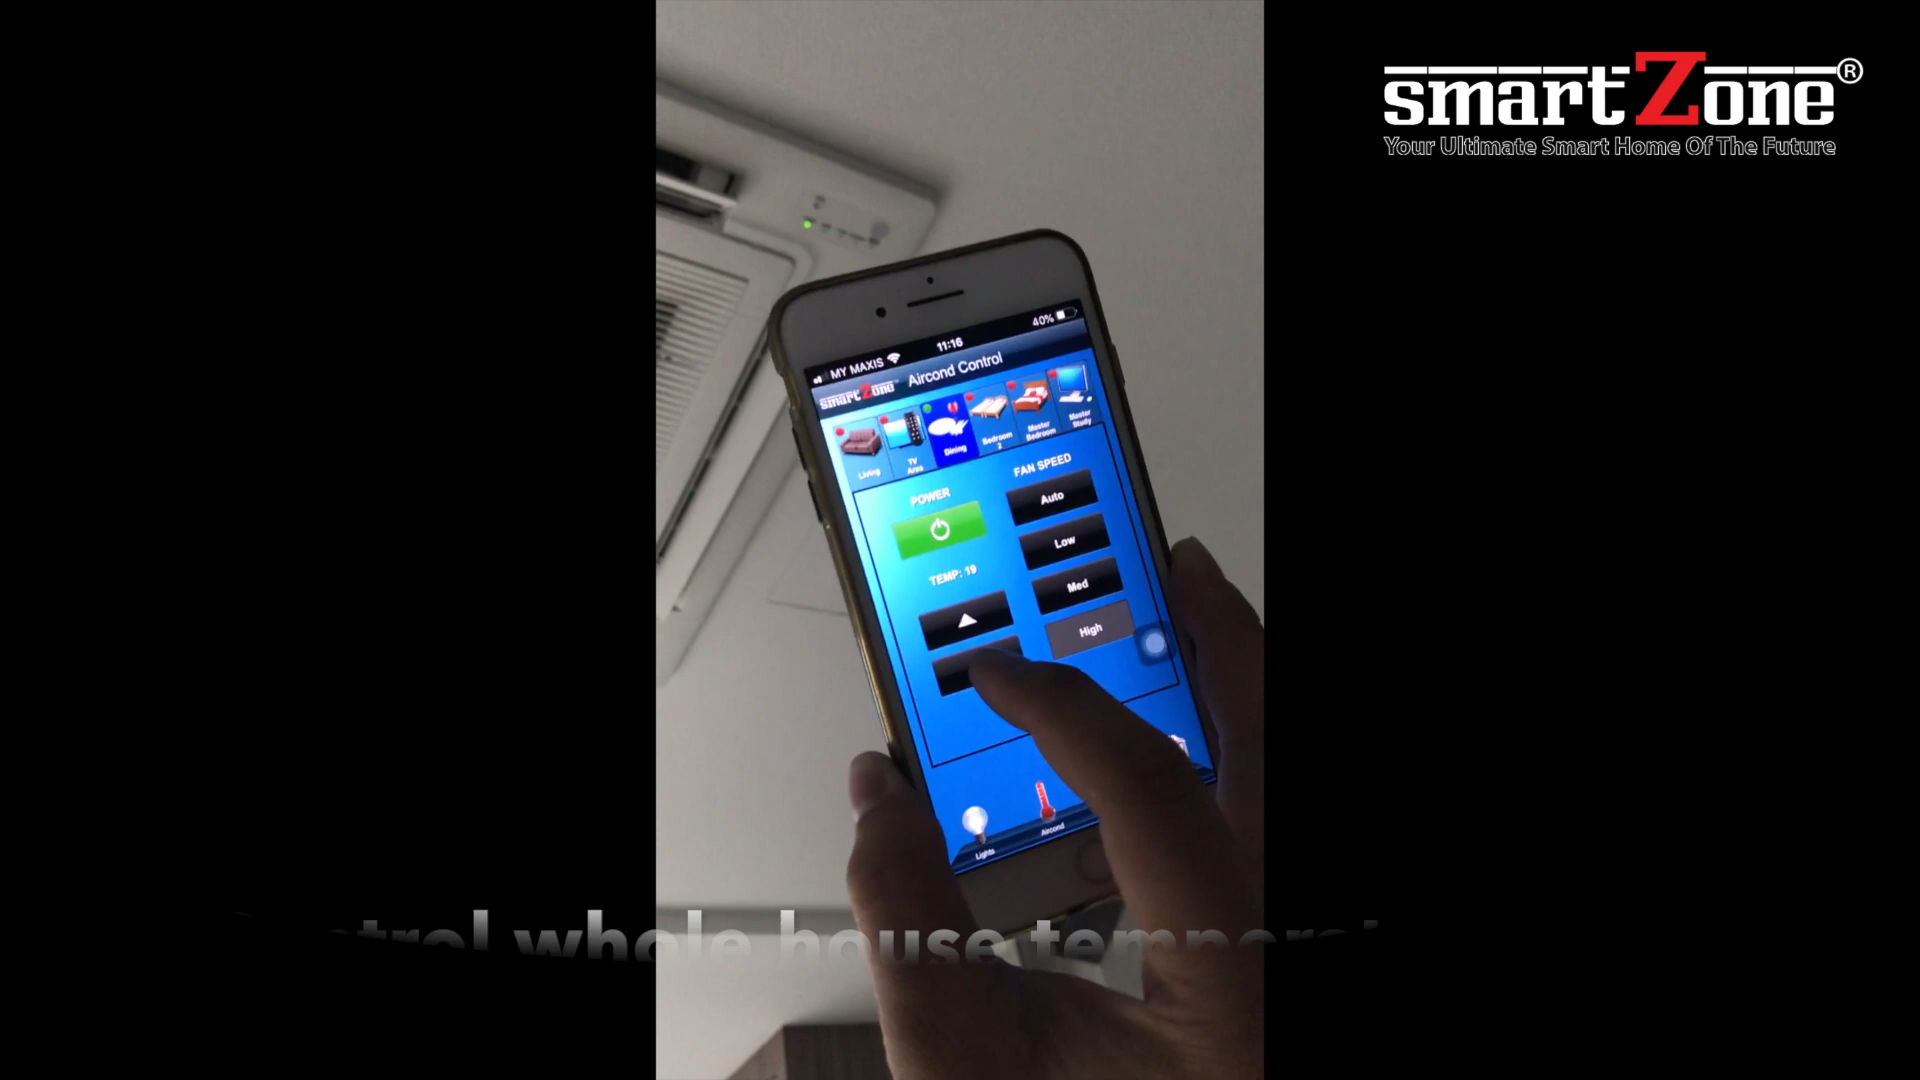 smartZone®
Your Ultimate Smart Home Of The Future
MY MAXIS 11:16 40%
smartZone Aircond Control
Living
TV Area
Dining
Bedroom 2
Master Bedroom
Master Study
POWER
FAN SPEED
Auto
Low
TEMP: 19
Med
High
Lights
Aircond
whole house